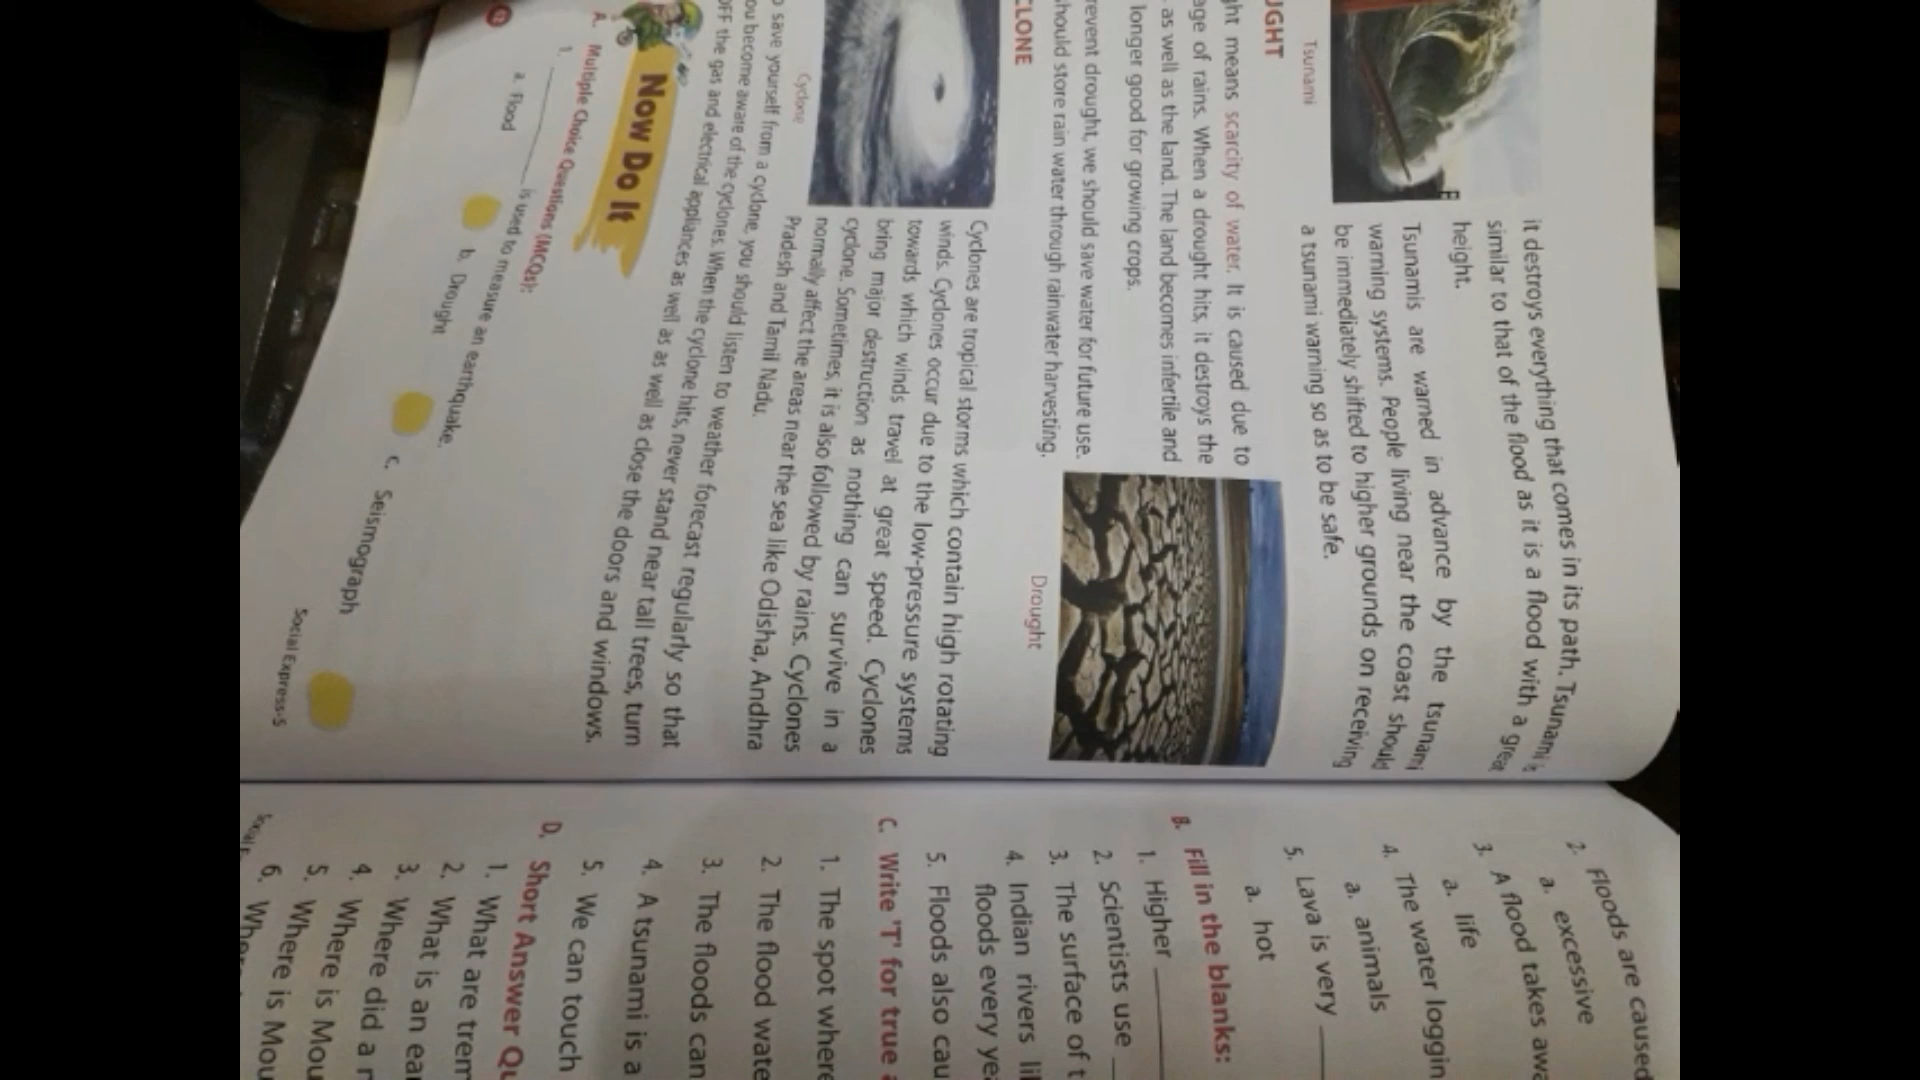 it destroys everything that comes in its path. Tsunami is
similar to that of the flood as it is a flood with a great
height.
Tsunamis are warned in advance by the tsunami
warning systems. People living near the coast should
be immediately shifted to higher grounds on receiving
a tsunami warning so as to be safe.
Tsunami
UGHT
ght means scarcity of water. It is caused due to
age of rains. When a drought hits, it destroys the
as well as the land. The land becomes infertile and
longer good for growing crops.
revent drought, we should save water for future use.
hould store rain water through rainwater harvesting.
Drought
CLONE
Cyclones are tropical storms which contain high rotating
winds. Cyclones occur due to the low-pressure systems
towards which winds travel at great speed. Cyclones
bring major destruction as nothing can survive in a
cyclone. Sometimes, it is also followed by rains. Cyclones
normally affect the areas near the sea like Odisha, Andhra
Pradesh and Tamil Nadu.
Cyclone
o save yourself from a cyclone, you should listen to weather forecast regularly so that
ou become aware of the cyclones. When the cyclone hits, never stand near tall trees, turn
OFF the gas and electrical appliances as well as as well as close the doors and windows.
Now Do It
A. Multiple Choice Questions (MCQs):
1. ________ is used to measure an earthquake.
a. Flood b. Drought c. Seismograph
Social Express-5
2. Floods are caused
a. excessive
3. A flood takes awa
a. life
4. The water loggin
a. animals
5. Lava is very ____
a. hot
B. Fill in the blanks:
1. Higher ________
2. Scientists use __
3. The surface of t
4. Indian rivers li
floods every yea
5. Floods also cau
C. Write 'T' for true a
1. The spot where
2. The flood wate
3. The floods can
4. A tsunami is a
5. We can touch
D. Short Answer Qu
1. What are trem
2. What is an ear
3. Where did a r
4. Where is Mou
5. Where is Mou
6. When